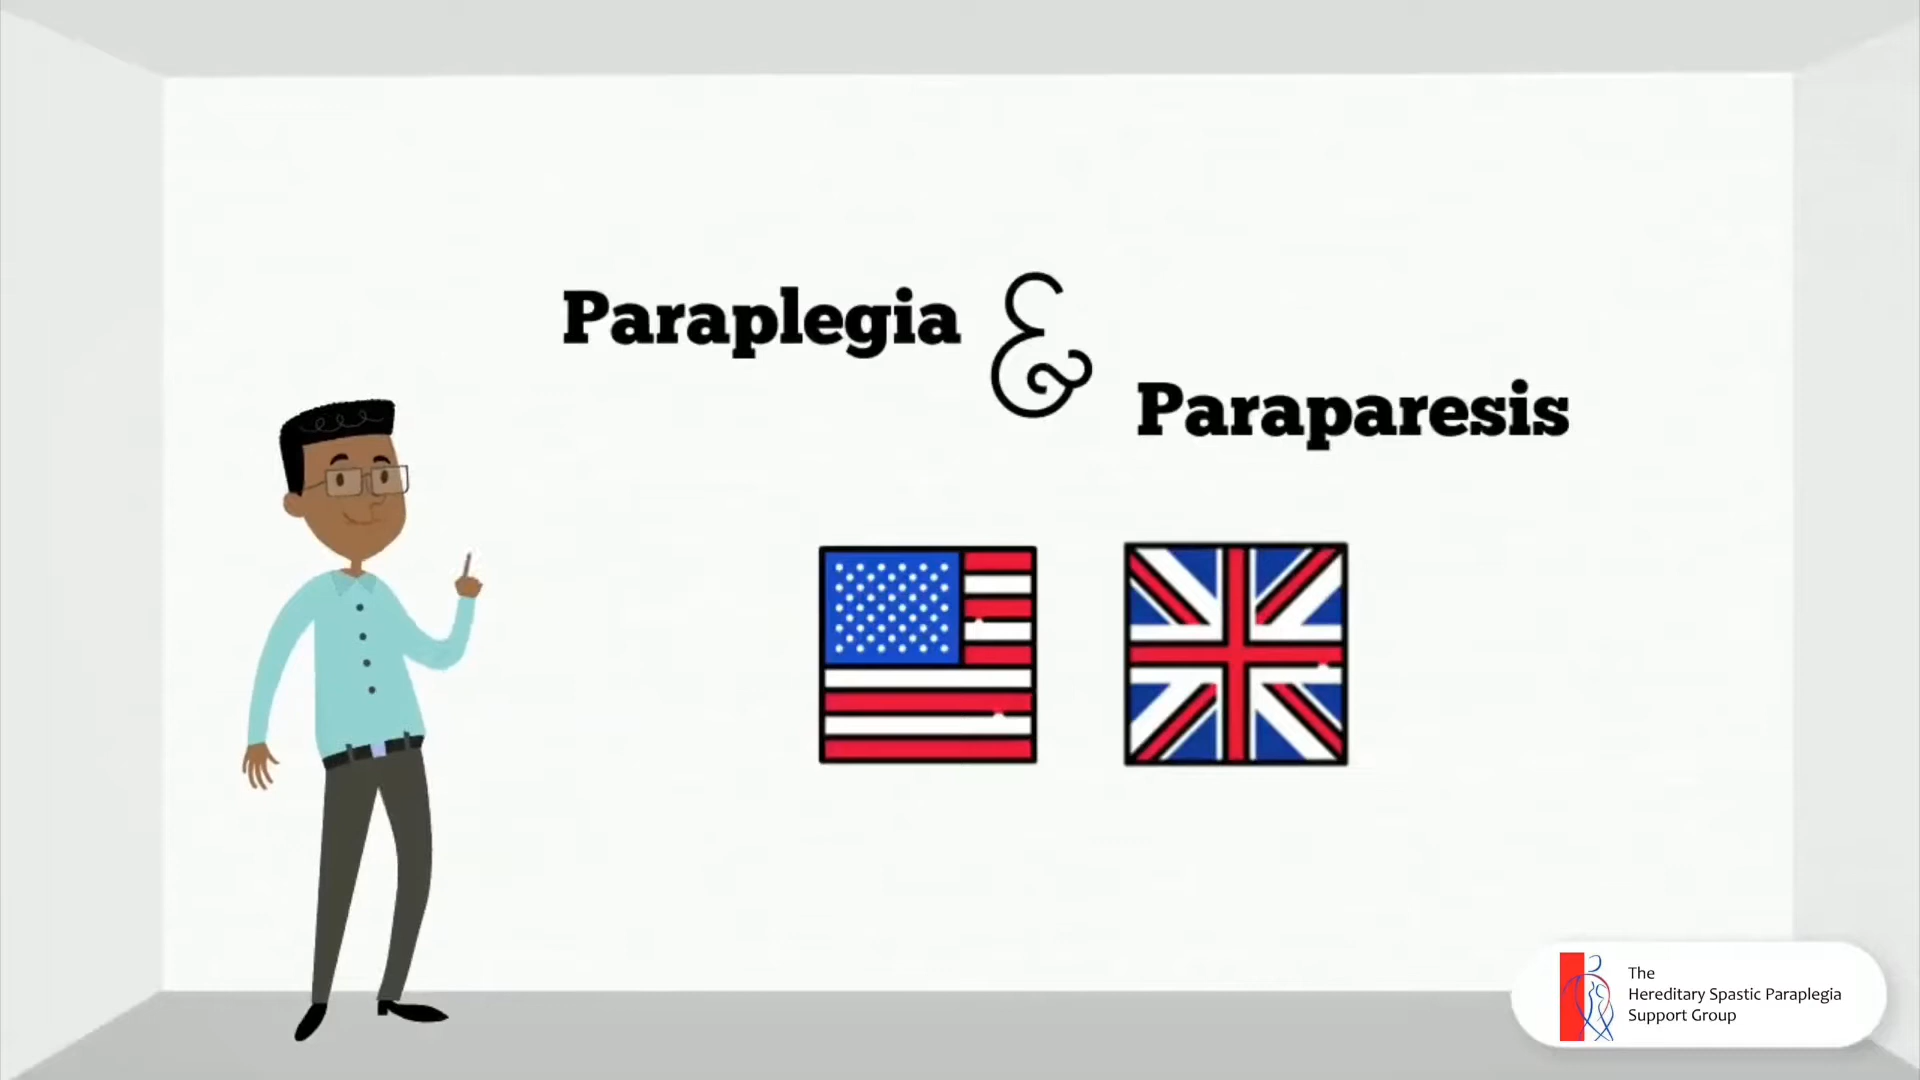 Paraplegia &
Paraparesis
The
Hereditary Spastic Paraplegia
Support Group